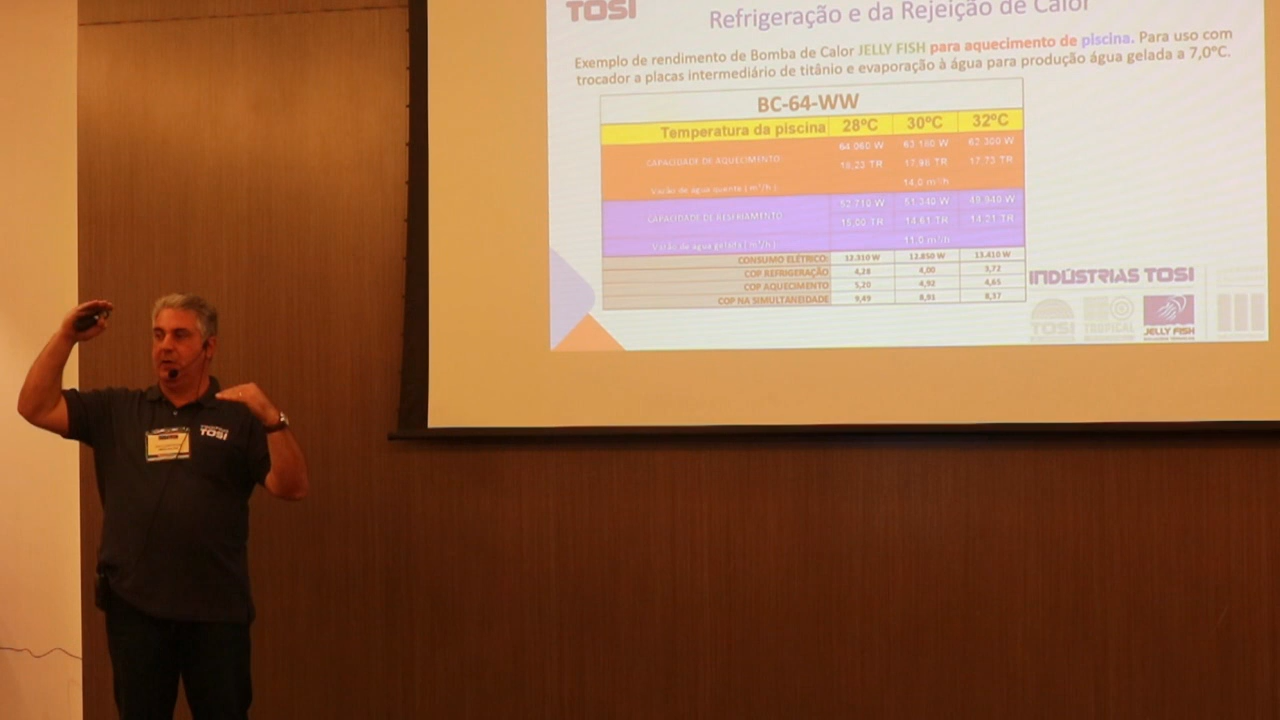 TOSI
Refrigeração e da Rejeição de Calor
Exemplo de rendimento de Bomba de Calor JELLY FISH para aquecimento de piscina. Para uso com
trocador a placas intermediário de titânio e evaporação à água para produção água gelada a 7,0ºC.
BC-64-WW
Temperatura da piscina 28ºC 30ºC 32ºC
64.060 W 63.160 W 62.300 W
CAPACIDADE DE AQUECIMENTO
18,23 TR 17,98 TR 17,73 TR
Vazão de água quente ( m³/h ) 14,0 m³/h
52.710 W 51.340 W 49.940 W
CAPACIDADE DE RESFRIAMENTO
15,00 TR 14,61 TR 14,21 TR
Vazão de água gelada ( m³/h ) 11,0 m³/h
CONSUMO ELÉTRICO: 12.310 W 12.850 W 13.410 W
COP REFRIGERAÇÃO 4,28 4,00 3,72
COP AQUECIMENTO 5,20 4,92 4,65
COP NA SIMULTANEIDADE 9,49 8,91 8,37
INDÚSTRIAS TOSI
TOSI
TROPICAL
JELLY FISH
TOSI